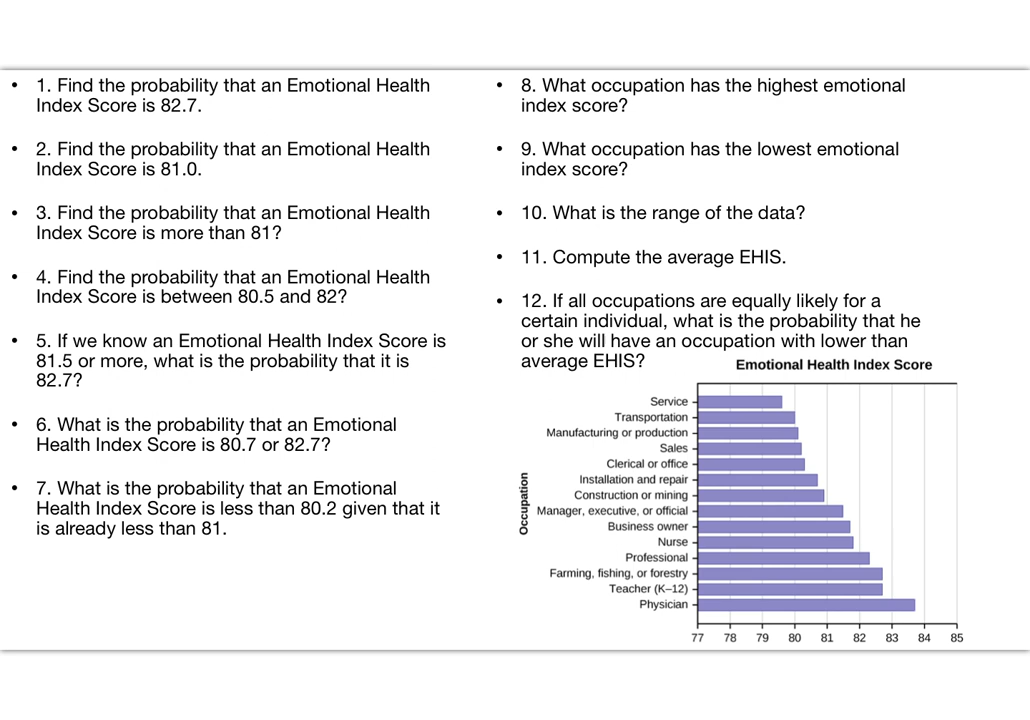 • 1. Find the probability that an Emotional Health
Index Score is 82.7.
• 2. Find the probability that an Emotional Health
Index Score is 81.0.
• 3. Find the probability that an Emotional Health
Index Score is more than 81?
• 4. Find the probability that an Emotional Health
Index Score is between 80.5 and 82?
• 5. If we know an Emotional Health Index Score is
81.5 or more, what is the probability that it is
82.7?
• 6. What is the probability that an Emotional
Health Index Score is 80.7 or 82.7?
• 7. What is the probability that an Emotional
Health Index Score is less than 80.2 given that it
is already less than 81.
• 8. What occupation has the highest emotional
index score?
• 9. What occupation has the lowest emotional
index score?
• 10. What is the range of the data?
• 11. Compute the average EHIS.
• 12. If all occupations are equally likely for a
certain individual, what is the probability that he
or she will have an occupation with lower than
average EHIS?
Emotional Health Index Score
Occupation
Service
Transportation
Manufacturing or production
Sales
Clerical or office
Installation and repair
Construction or mining
Manager, executive, or official
Business owner
Nurse
Professional
Farming, fishing, or forestry
Teacher (K–12)
Physician
77 78 79 80 81 82 83 84 85